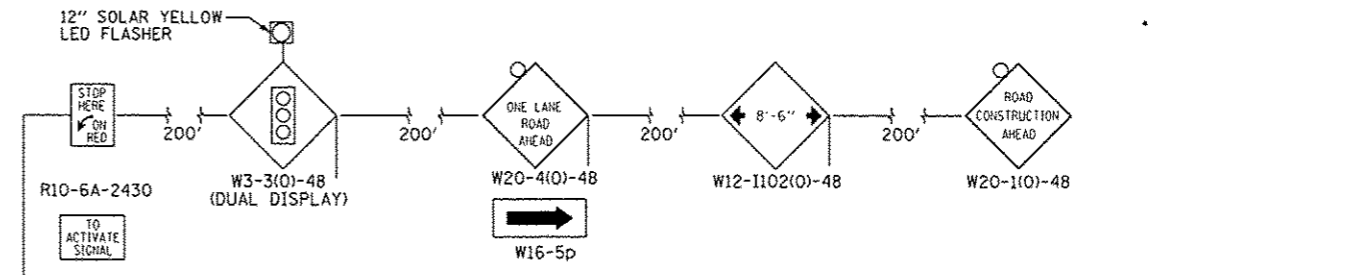 12" SOLAR YELLOW
LED FLASHER
STOP
HERE
ON
RED
200'
200'
ONE LANE
ROAD
AHEAD
200'
8'-6"
200'
ROAD
CONSTRUCTION
AHEAD
R10-6A-2430
W3-3(O)-48
(DUAL DISPLAY)
W20-4(O)-48
W12-I102(O)-48
W20-1(O)-48
TO
ACTIVATE
SIGNAL
W16-5p